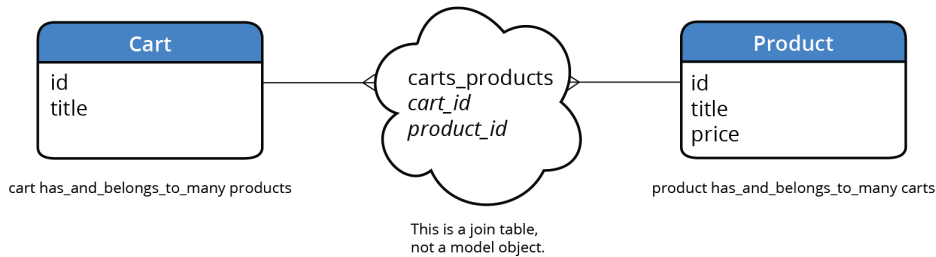 Cart
id
title
cart has_and_belongs_to_many products
carts_products
cart_id
product_id
This is a join table,
not a model object.
Product
id
title
price
product has_and_belongs_to_many carts